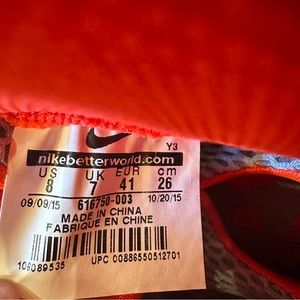 Y3
nikebetterworld.com
US UK EUR cm
8 7 41 26
09/09/15 616750-003 10/20/15
MADE IN CHINA
FABRIQUE EN CHINE
UPC 00886550512701
106089535